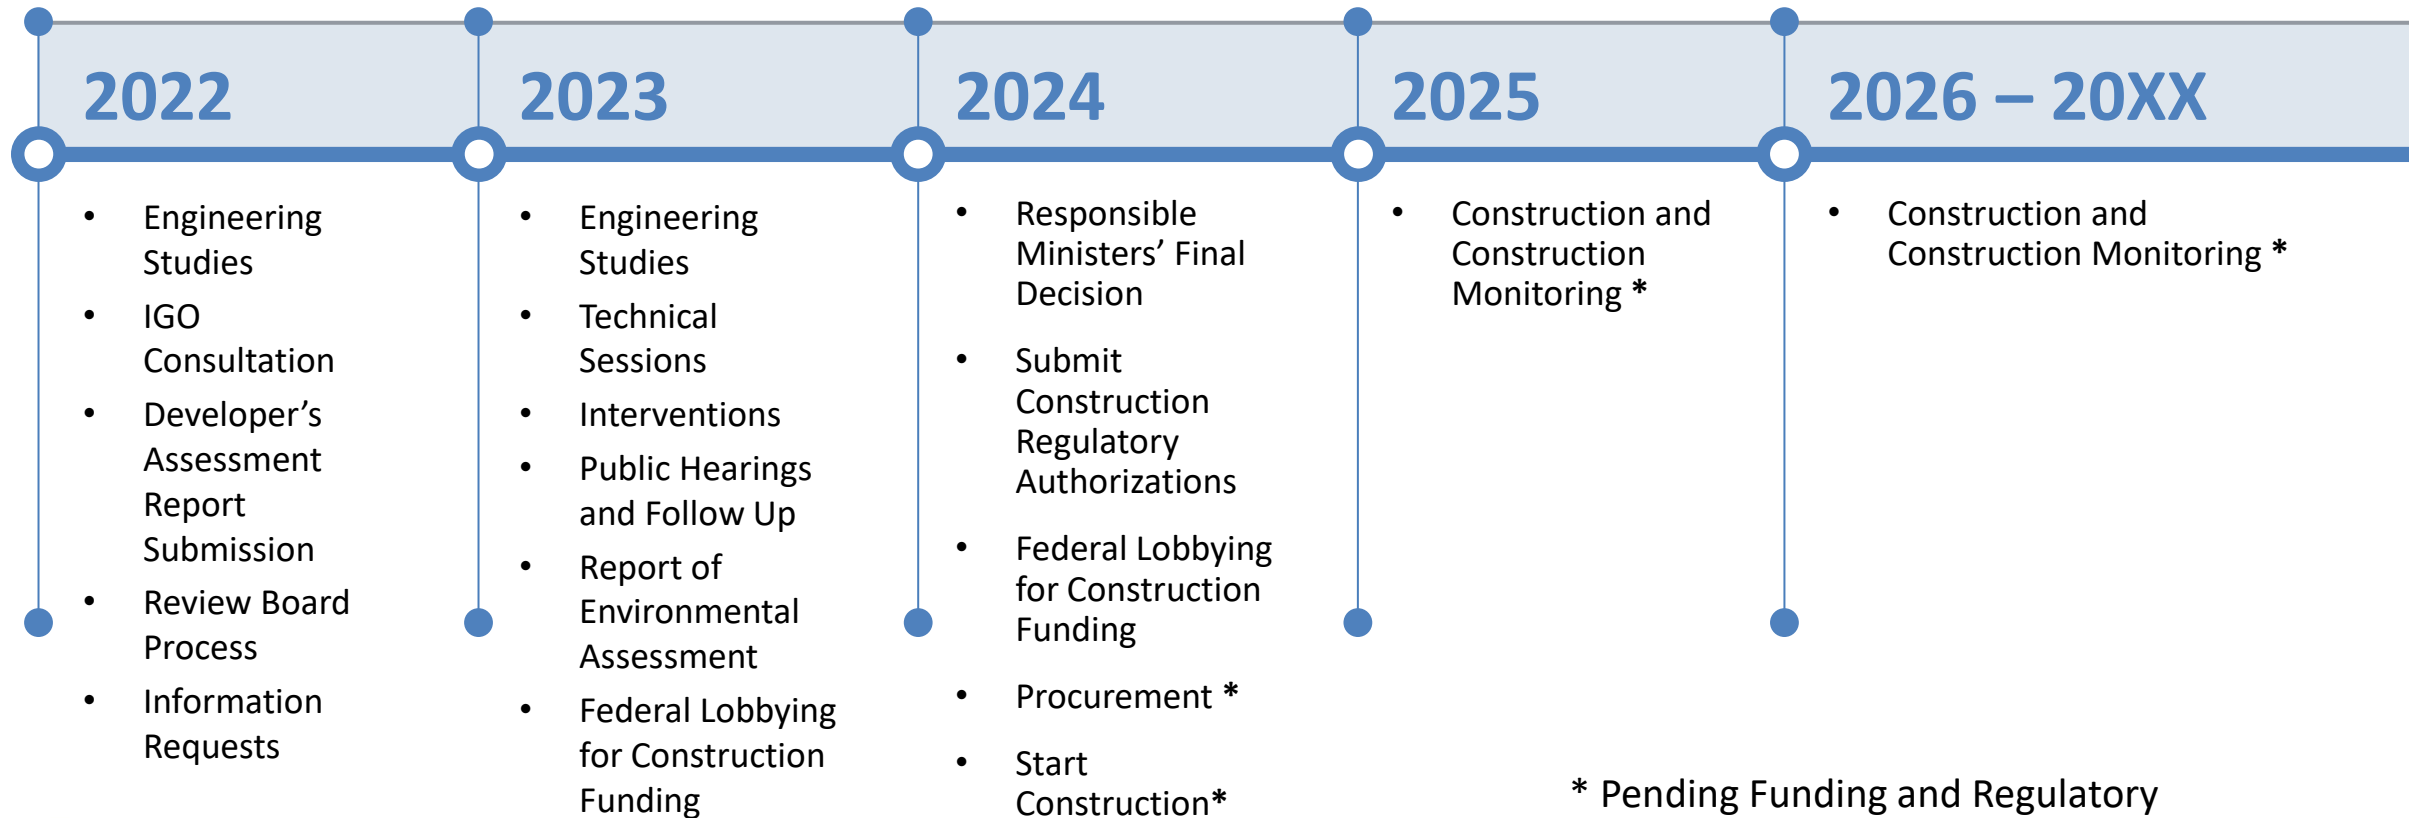 2022
• Engineering
Studies
• IGO
Consultation
• Developer’s
Assessment
Report
Submission
• Review Board
Process
• Information
Requests
2023
• Engineering
Studies
• Technical
Sessions
• Interventions
• Public Hearings
and Follow Up
• Report of
Environmental
Assessment
• Federal Lobbying
for Construction
Funding
2024
• Responsible
Ministers’ Final
Decision
• Submit
Construction
Regulatory
Authorizations
• Federal Lobbying
for Construction
Funding
• Procurement *
• Start
Construction*
2025
• Construction and
Construction
Monitoring *
2026 – 20XX
• Construction and
Construction Monitoring *
* Pending Funding and Regulatory